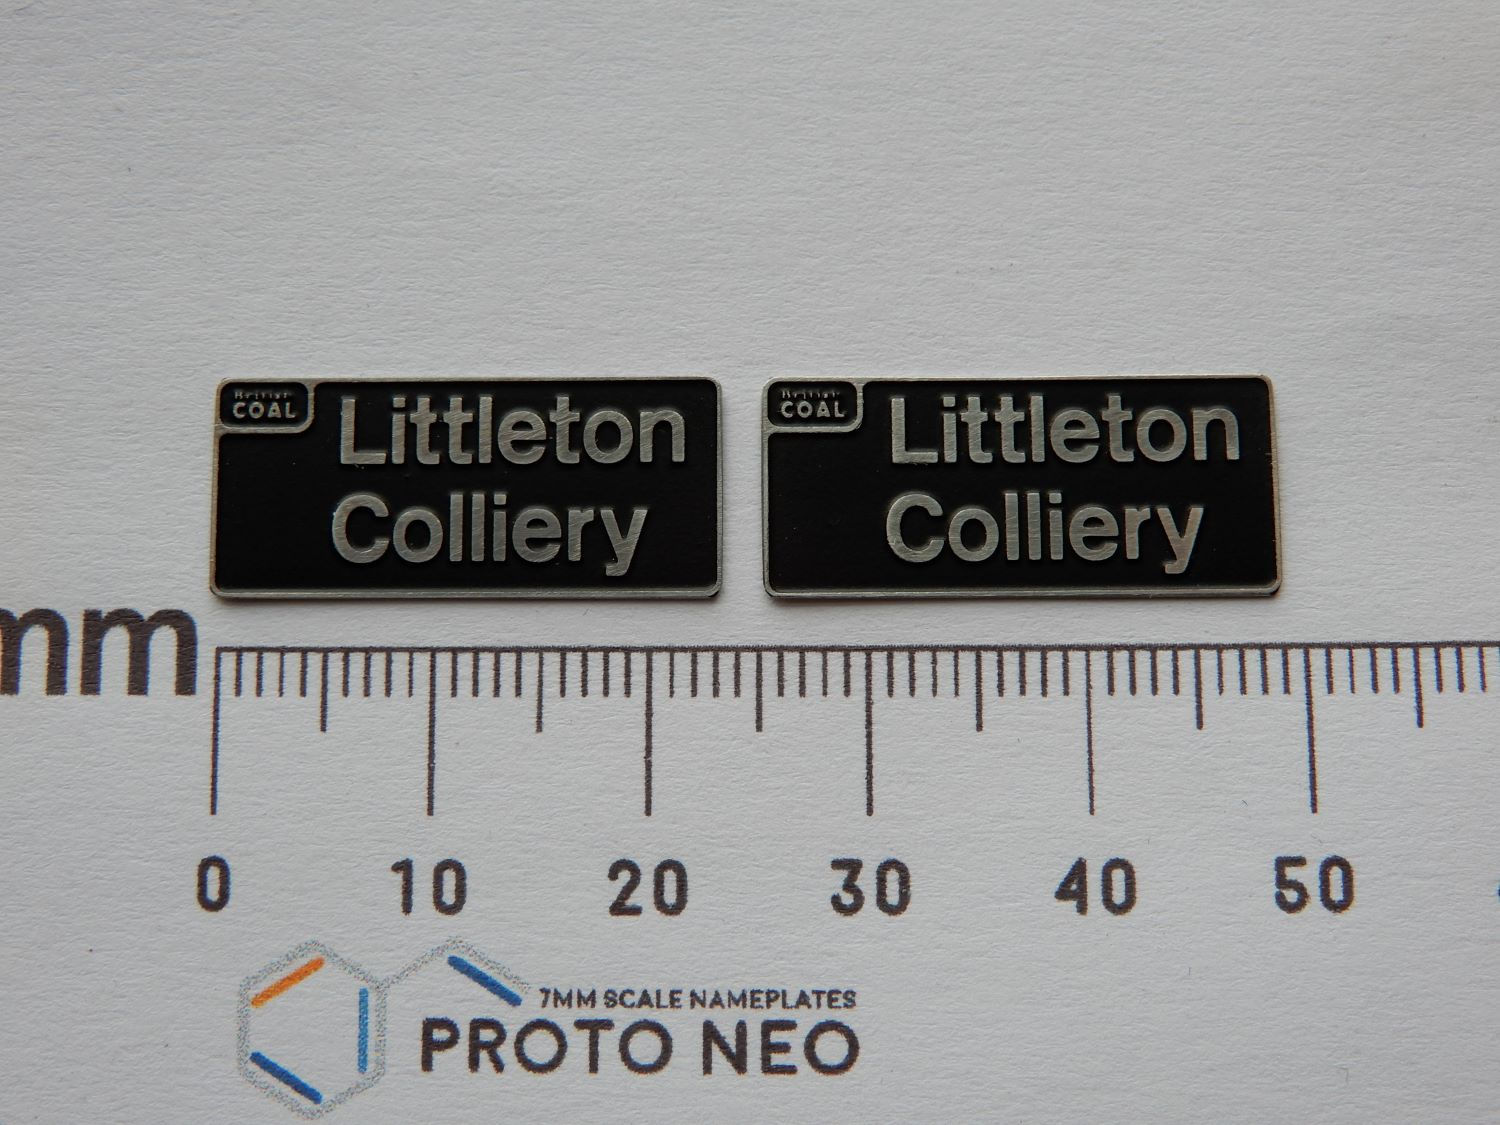 British
COAL
Littleton
Colliery
British
COAL
Littleton
Colliery
mm
0 10 20 30 40 50
7MM SCALE NAMEPLATES
PROTO NEO